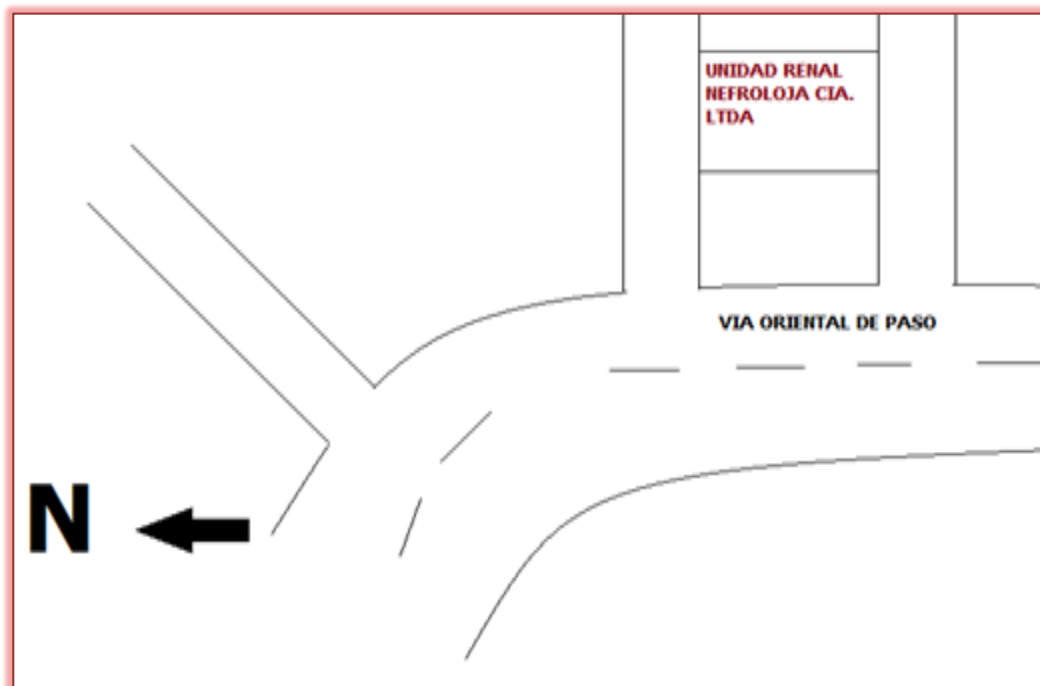 UNIDAD RENAL
NEFROLOJA CIA.
LTDA
VIA ORIENTAL DE PASO
N